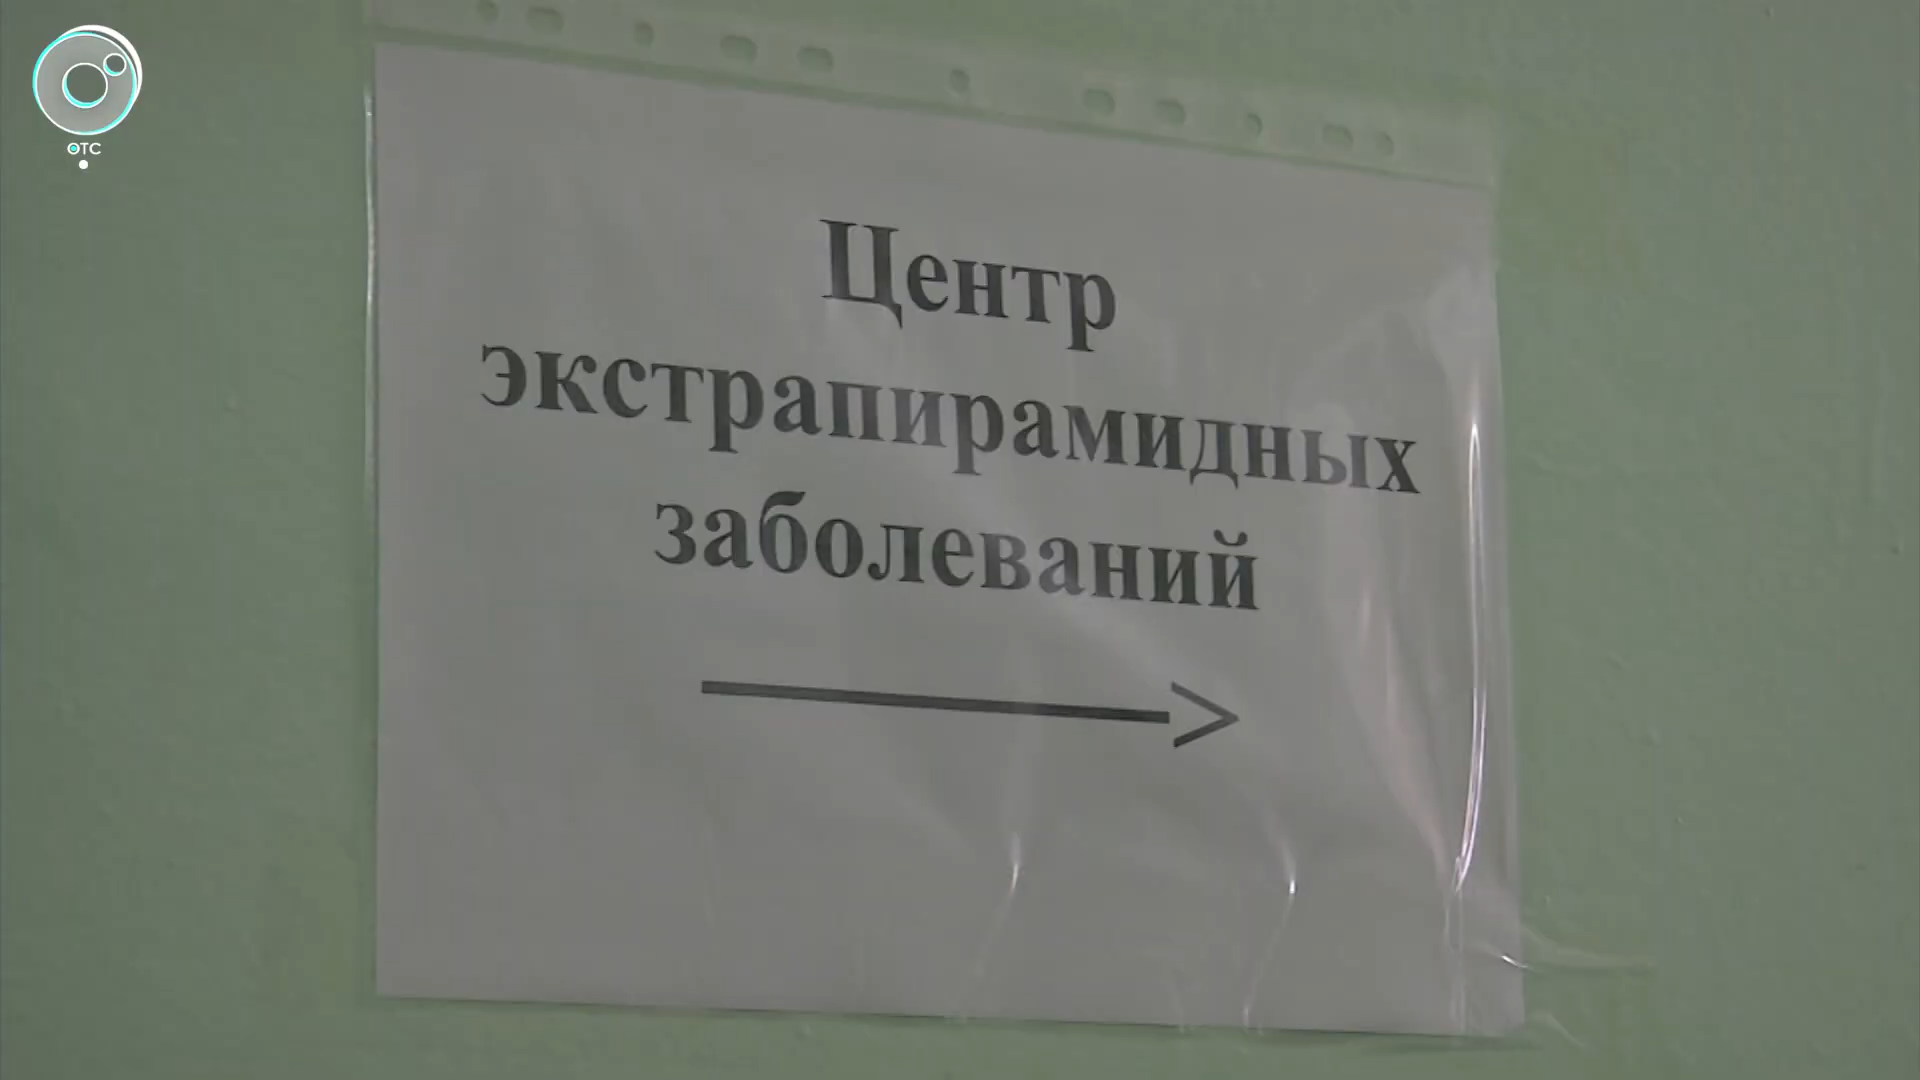 ОТС
Центр
экстрапирамидных
заболеваний